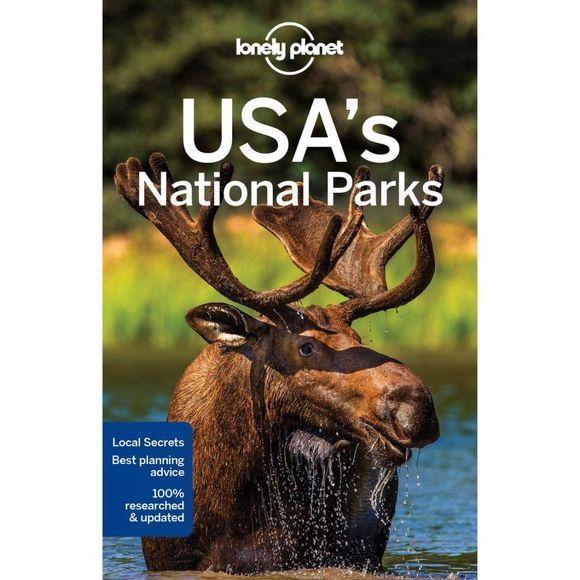 lonely planet
USA's
National Parks
Local Secrets
Best planning
advice
100%
researched
& updated